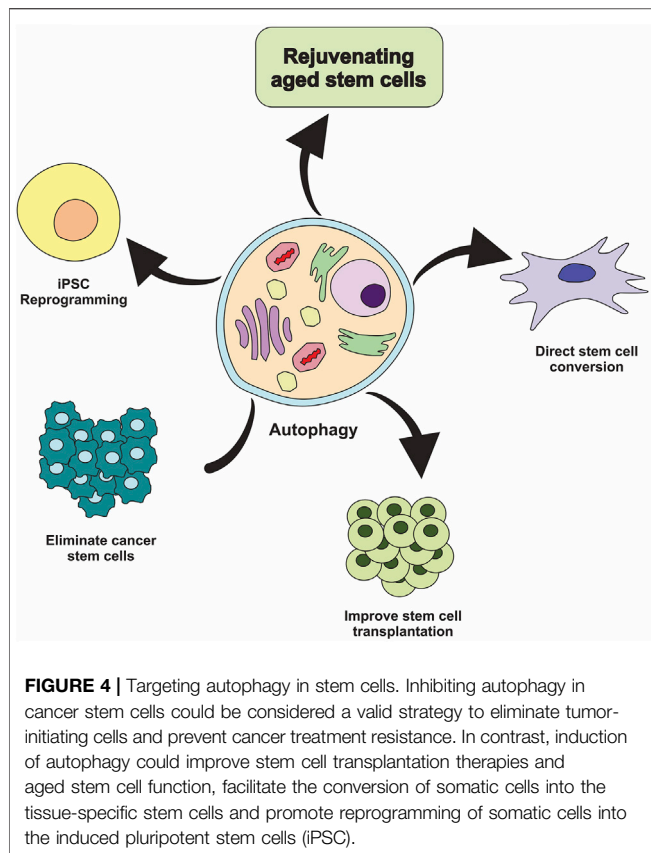 Rejuvenating
aged stem cells
iPSC
Reprogramming
Direct stem cell
conversion
Autophagy
Eliminate cancer
stem cells
Improve stem cell
transplantation
FIGURE 4 | Targeting autophagy in stem cells. Inhibiting autophagy in
cancer stem cells could be considered a valid strategy to eliminate tumor-
initiating cells and prevent cancer treatment resistance. In contrast, induction
of autophagy could improve stem cell transplantation therapies and
aged stem cell function, facilitate the conversion of somatic cells into the
tissue-specific stem cells and promote reprogramming of somatic cells into
the induced pluripotent stem cells (iPSC).